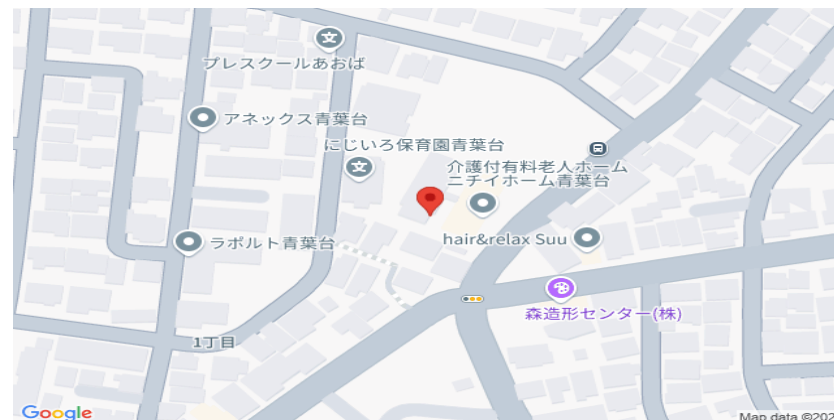 プレスクールあおば
アネックス青葉台
にじいろ保育園青葉台
介護付有料老人ホーム
ニチイホーム青葉台
hair&relax Suu
ラポルト青葉台
森造形センター(株)
1丁目
Google
Map data ©202